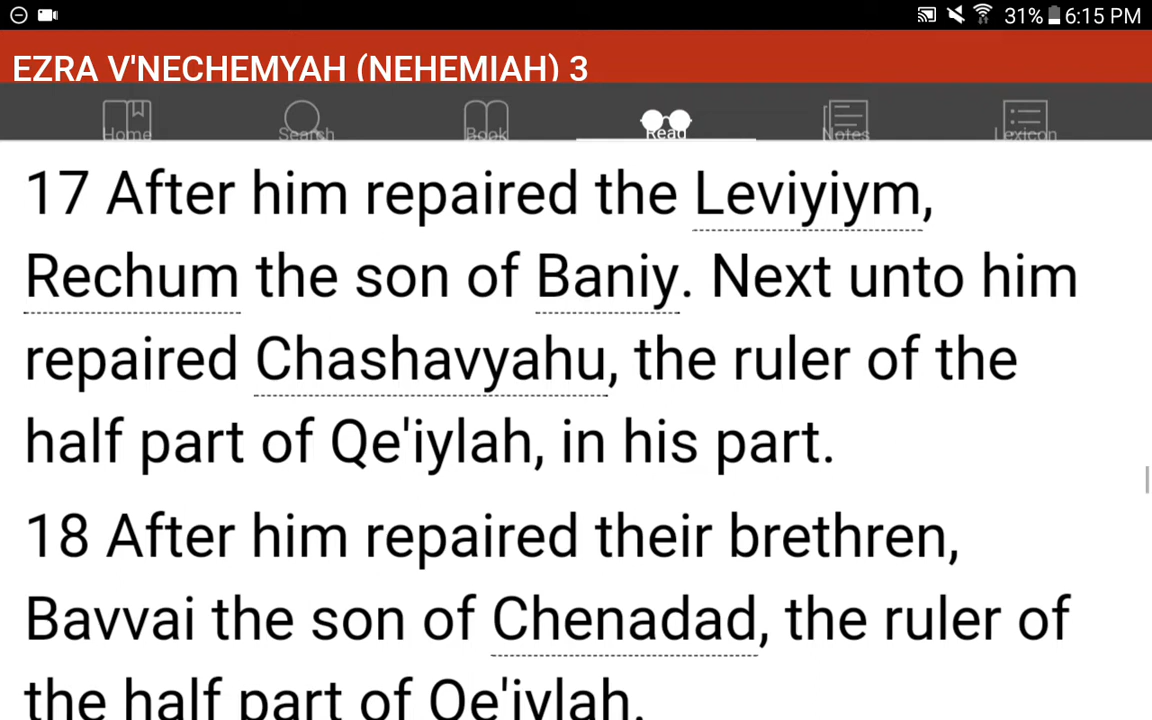 31% 6:15 PM
EZRA V'NECHEMYAH (NEHEMIAH) 3
Home Search Book Read Notes Lexicon
17 After him repaired the Leviyiym,
Rechum the son of Baniy. Next unto him
repaired Chashavyahu, the ruler of the
half part of Qe'iylah, in his part.
18 After him repaired their brethren,
Bavvai the son of Chenadad, the ruler of
the half part of Qe'iylah.